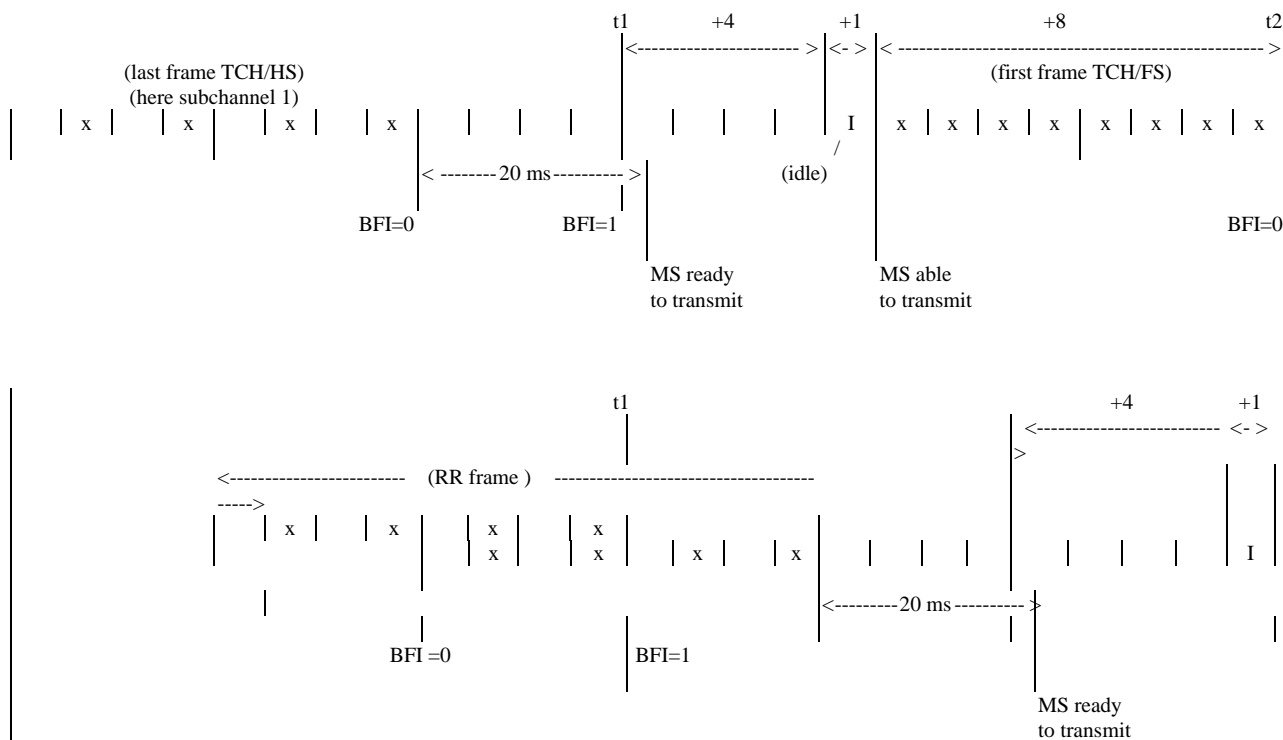 t1 +4 +1 +8 t2
< ---------------------- > <- > < ------------------------------------------ >
(last frame TCH/HS) (first frame TCH/FS)
(here subchannel 1)
x x x x I x x x x x x x x
/
< --------20 ms----------- > (idle)
BFI=0 BFI=1 BFI=0
MS ready MS able
to transmit to transmit
t1 +4 +1
<----------------------- <- >
>
<--------------------- (RR frame ) -----------------------------
----->
x x x x
x x x x I
<---------20 ms----------- >
BFI =0 BFI=1
MS ready
to transmit